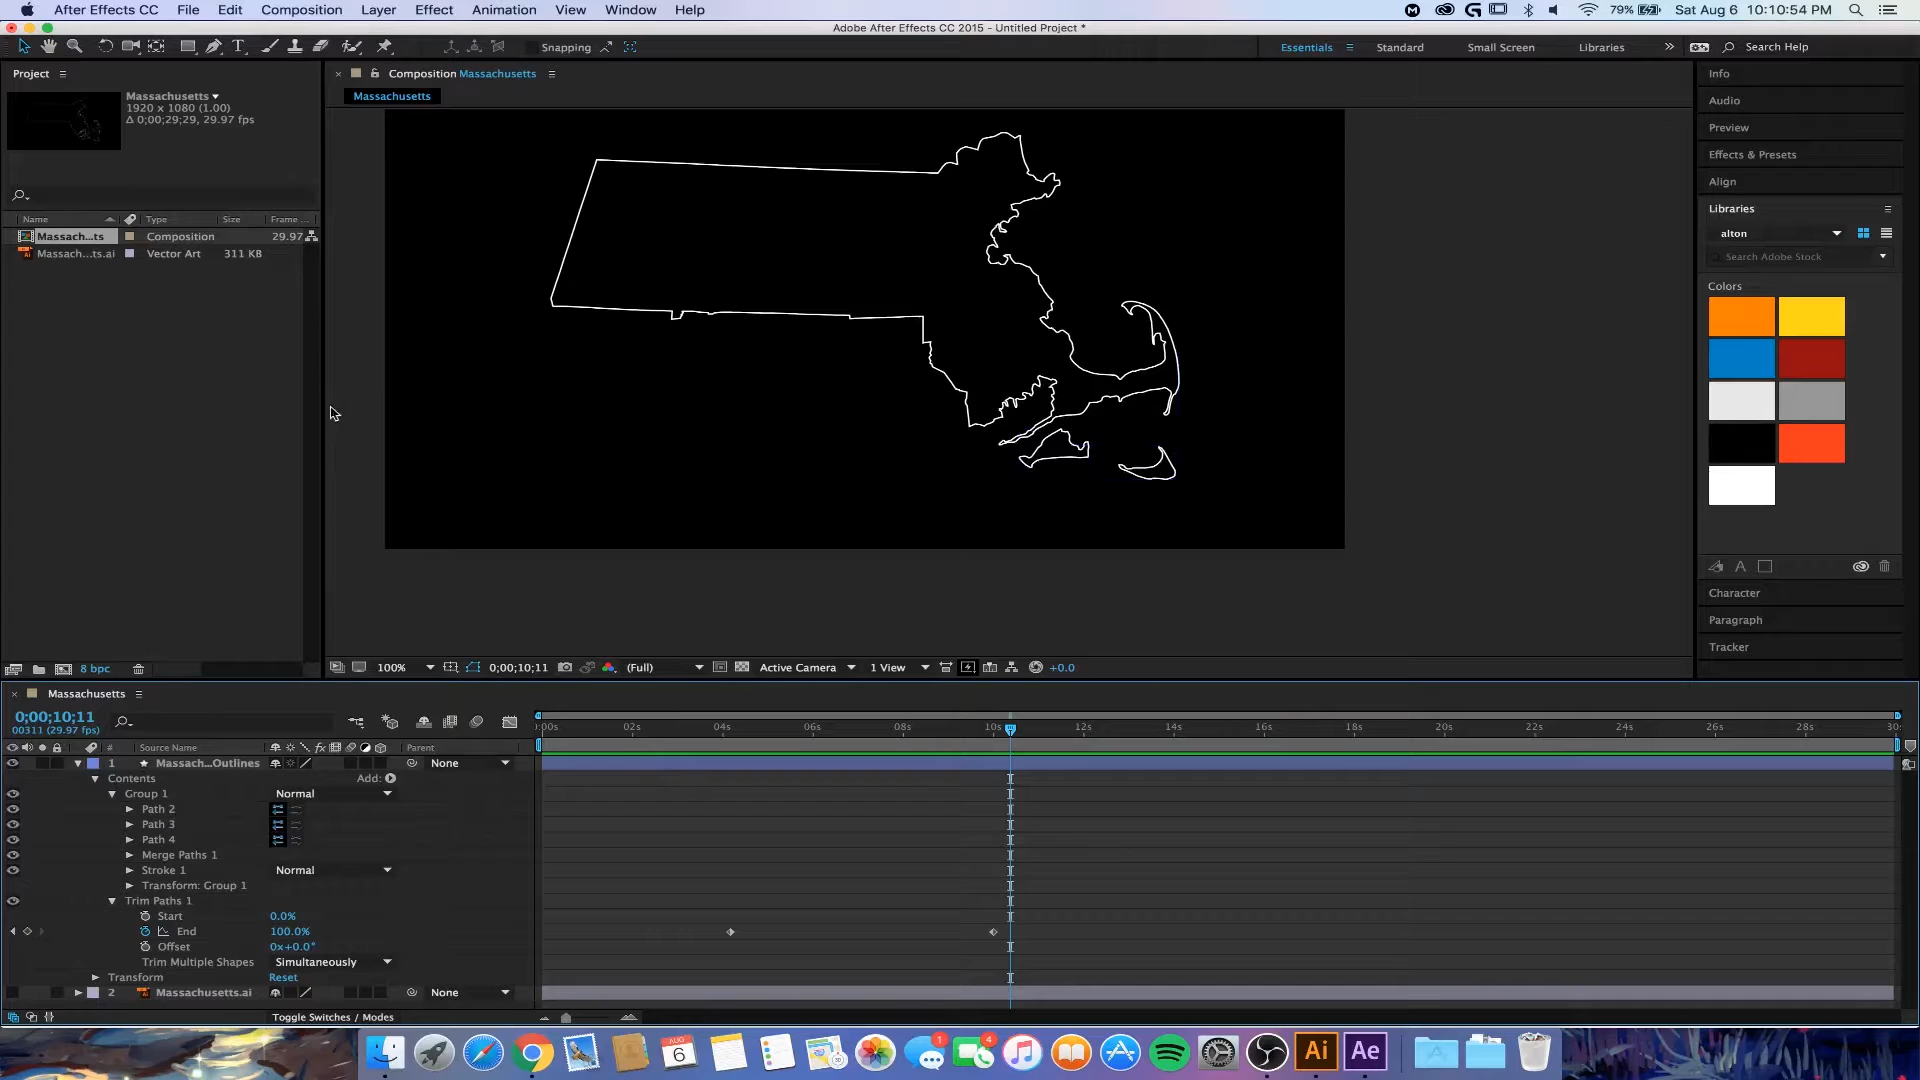 After Effects CC File Edit Composition Layer Effect Animation View Window Help 79% Sat Aug 6 10:10:54 PM
Adobe After Effects CC 2015 - Untitled Project *
T Snapping Essentials Standard Small Screen Libraries » Search Help
Project
Composition Massachusetts
Info
Massachusetts
1920 x 1080 (1.00)
Δ 0;00;29;29, 29.97 fps
Massachusetts
Audio
Preview
Effects & Presets
Align
Libraries
Name Type Size Frame ...
Massach...ts Composition 29.97
Massach...ts.ai Vector Art 311 KB
alton
Search Adobe Stock
Colors
A
Character
Paragraph
Tracker
8 bpc
100% 0;00;10;11 (Full) Active Camera 1 View +0.0
Massachusetts
0;00;10;11
00311 (29.97 fps)
:00s 02s 04s 06s 08s 10s 12s 14s 16s 18s 20s 22s 24s 26s 28s 30s
# Source Name fx Parent
1 Massach...Outlines None
Contents Add:
Group 1 Normal
Path 2
Path 3
Path 4
Merge Paths 1
Stroke 1 Normal
Transform: Group 1
Trim Paths 1
Start 0.0%
End 100.0%
Offset 0x+0.0°
Trim Multiple Shapes Simultaneously
Transform Reset
2 Massachusetts.ai None
Toggle Switches / Modes
AUG
6
1
4
Ai
Ae